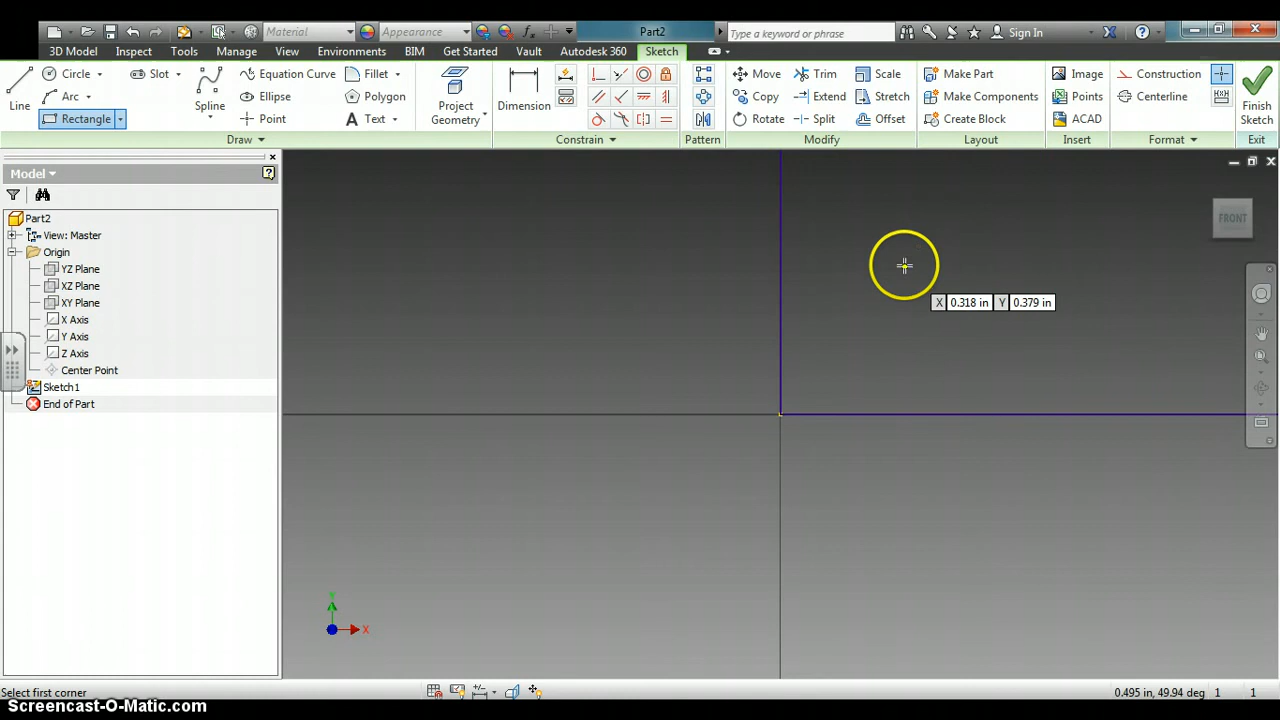 Material
Appearance
fx
Part2
Type a keyword or phrase
Sign In
3D Model
Inspect
Tools
Manage
View
Environments
BIM
Get Started
Vault
Autodesk 360
Sketch
Line
Circle
Arc
Rectangle
Slot
Spline
Equation Curve
Ellipse
Point
Fillet
Polygon
A Text
Project
Geometry
Dimension
Move
Copy
Rotate
Trim
Extend
Split
Scale
Stretch
Offset
Make Part
Make Components
Create Block
Image
Points
ACAD
Construction
Centerline
Finish
Sketch
Draw
Constrain
Pattern
Modify
Layout
Insert
Format
Exit
Model
Part2
View: Master
Origin
YZ Plane
XZ Plane
XY Plane
X Axis
Y Axis
Z Axis
Center Point
Sketch1
End of Part
FRONT
X 0.318 in Y 0.379 in
Y
X
Select first corner
0.495 in, 49.94 deg 1 1
Screencast-O-Matic.com